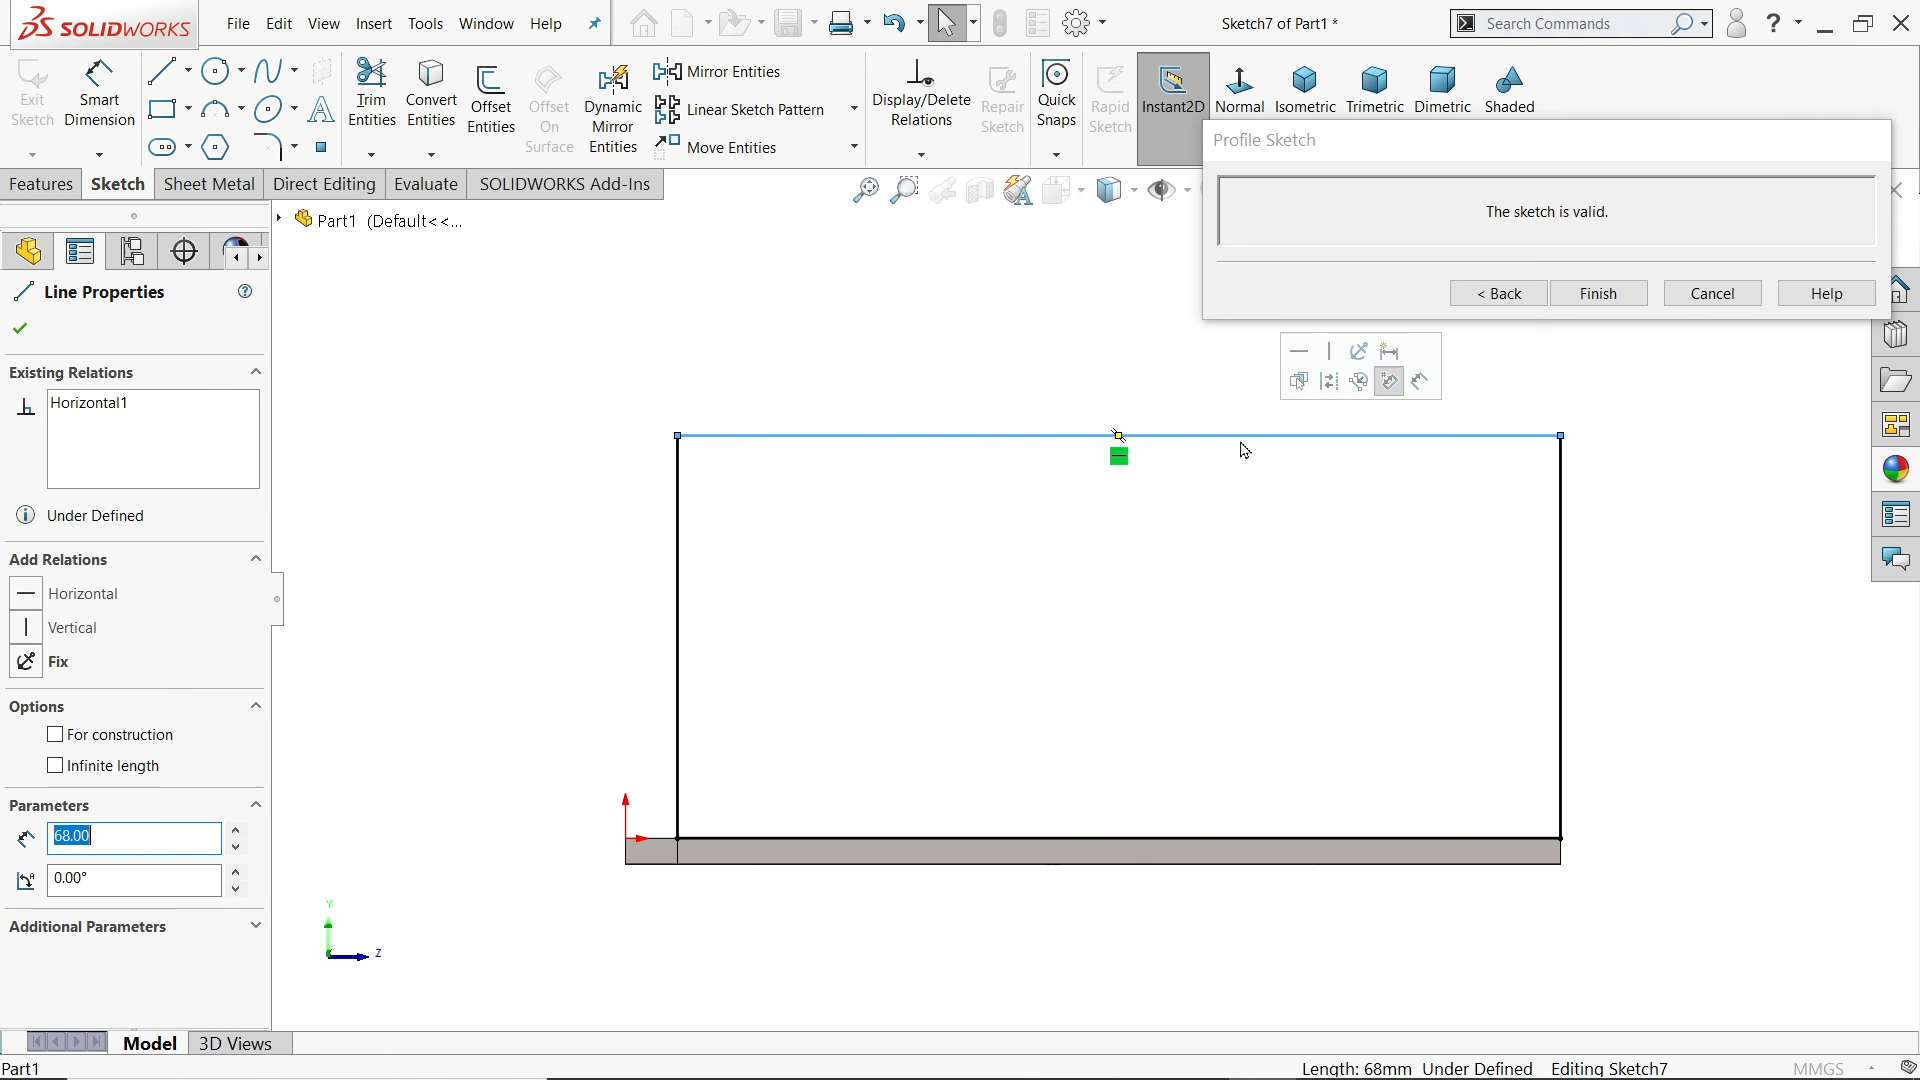 SOLIDWORKS File Edit View Insert Tools Window Help Sketch7 of Part1 * Search Commands ?
Exit Sketch
Smart Dimension
Trim Entities
Convert Entities
Offset Entities
Offset On Surface
Dynamic Mirror Entities
Mirror Entities
Linear Sketch Pattern
Move Entities
Display/Delete Relations
Repair Sketch
Quick Snaps
Rapid Sketch
Instant2D
Normal
Isometric
Trimetric
Dimetric
Shaded
Features Sketch Sheet Metal Direct Editing Evaluate SOLIDWORKS Add-Ins
Profile Sketch
The sketch is valid.
< Back Finish Cancel Help
Part1 (Default<<...
Line Properties
Existing Relations
Horizontal1
Under Defined
Add Relations
Horizontal
Vertical
Fix
Options
For construction
Infinite length
Parameters
68.00
0.00°
Additional Parameters
Y
Z
Model 3D Views
Part1 Length: 68mm Under Defined Editing Sketch7 MMGS